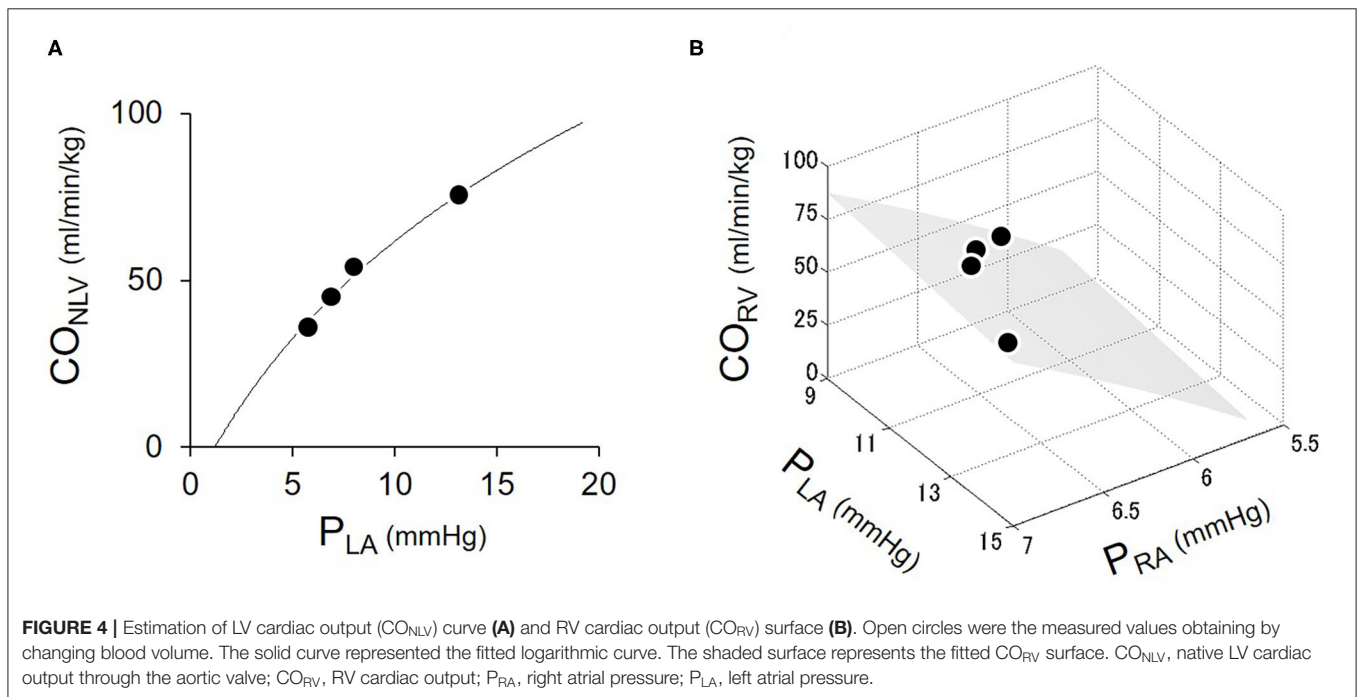 A
B
100
50
0
0 5 10 15 20
CO_NLV (ml/min/kg)
P_LA (mmHg)
100
75
50
25
0
9
11
13
15
7
6.5
6
5.5
CO_RV (ml/min/kg)
P_LA (mmHg)
P_RA (mmHg)
FIGURE 4 | Estimation of LV cardiac output (CO_NLV) curve (A) and RV cardiac output (CO_RV) surface (B). Open circles were the measured values obtaining by
changing blood volume. The solid curve represented the fitted logarithmic curve. The shaded surface represents the fitted CO_RV surface. CO_NLV, native LV cardiac
output through the aortic valve; CO_RV, RV cardiac output; P_RA, right atrial pressure; P_LA, left atrial pressure.